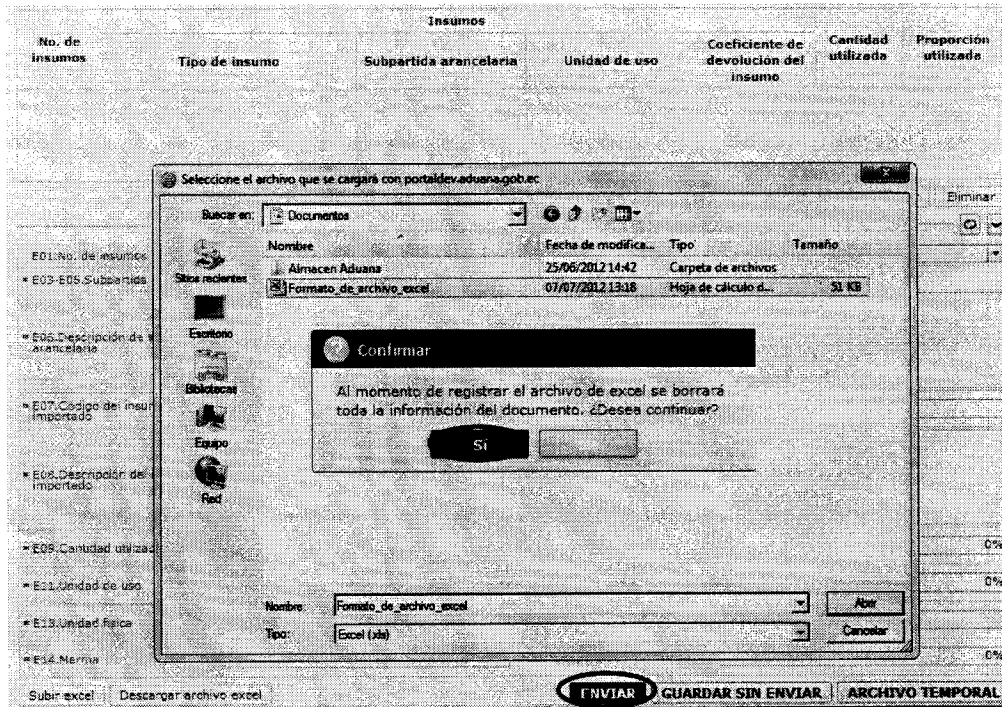 Insumos
No. de insumos
Tipo de insumo
Subpartida arancelaria
Unidad de uso
Coeficiente de devolución del insumo
Cantidad utilizada
Proporción utilizada
Seleccione el archivo que se cargará con portaldev.aduana.gob.ec
Eliminar
Buscar en: Documentos
Nombre Fecha de modifica... Tipo Tamaño
Almacen Aduana 25/06/2012 14:42 Carpeta de archivos
Formato_de_archivo_excel 07/07/2012 13:18 Hoja de cálculo d... 51 KB
Sitios recientes
Escritorio
Bibliotecas
Equipo
Red
E01.No. de insumos
* E03-E05.Subpartida
* E06.Descripción de
arancelaria
* E07.Codigo del insu
importado
* E08.Descripción de
importado
* E09.Cantidad utilizad
0%
* E11.Unidad de uso
0%
* E13.Unidad fisica
* E14.Merma
0%
Confirmar
Al momento de registrar el archivo de excel se borrará
toda la información del documento. ¿Desea continuar?
Sí
Nombre: Formato_de_archivo_excel
Abrir
Tipo: Excel (.xls)
Cancelar
Subir excel Descargar archivo excel ENVIAR GUARDAR SIN ENVIAR ARCHIVO TEMPORAL